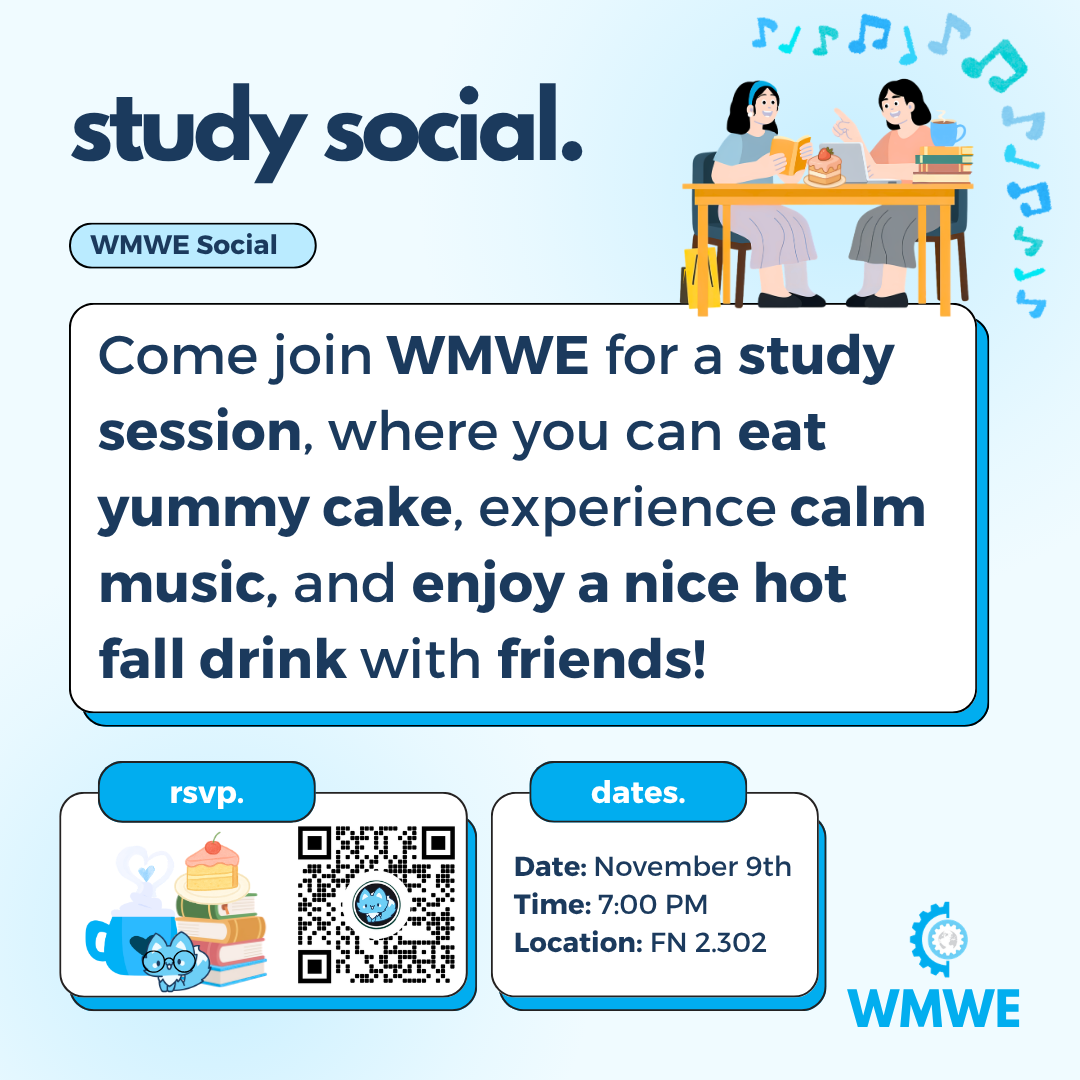 study social.
WMWE Social
Come join WMWE for a study
session, where you can eat
yummy cake, experience calm
music, and enjoy a nice hot
fall drink with friends!
rsvp.
dates.
Date: November 9th
Time: 7:00 PM
Location: FN 2.302
WMWE